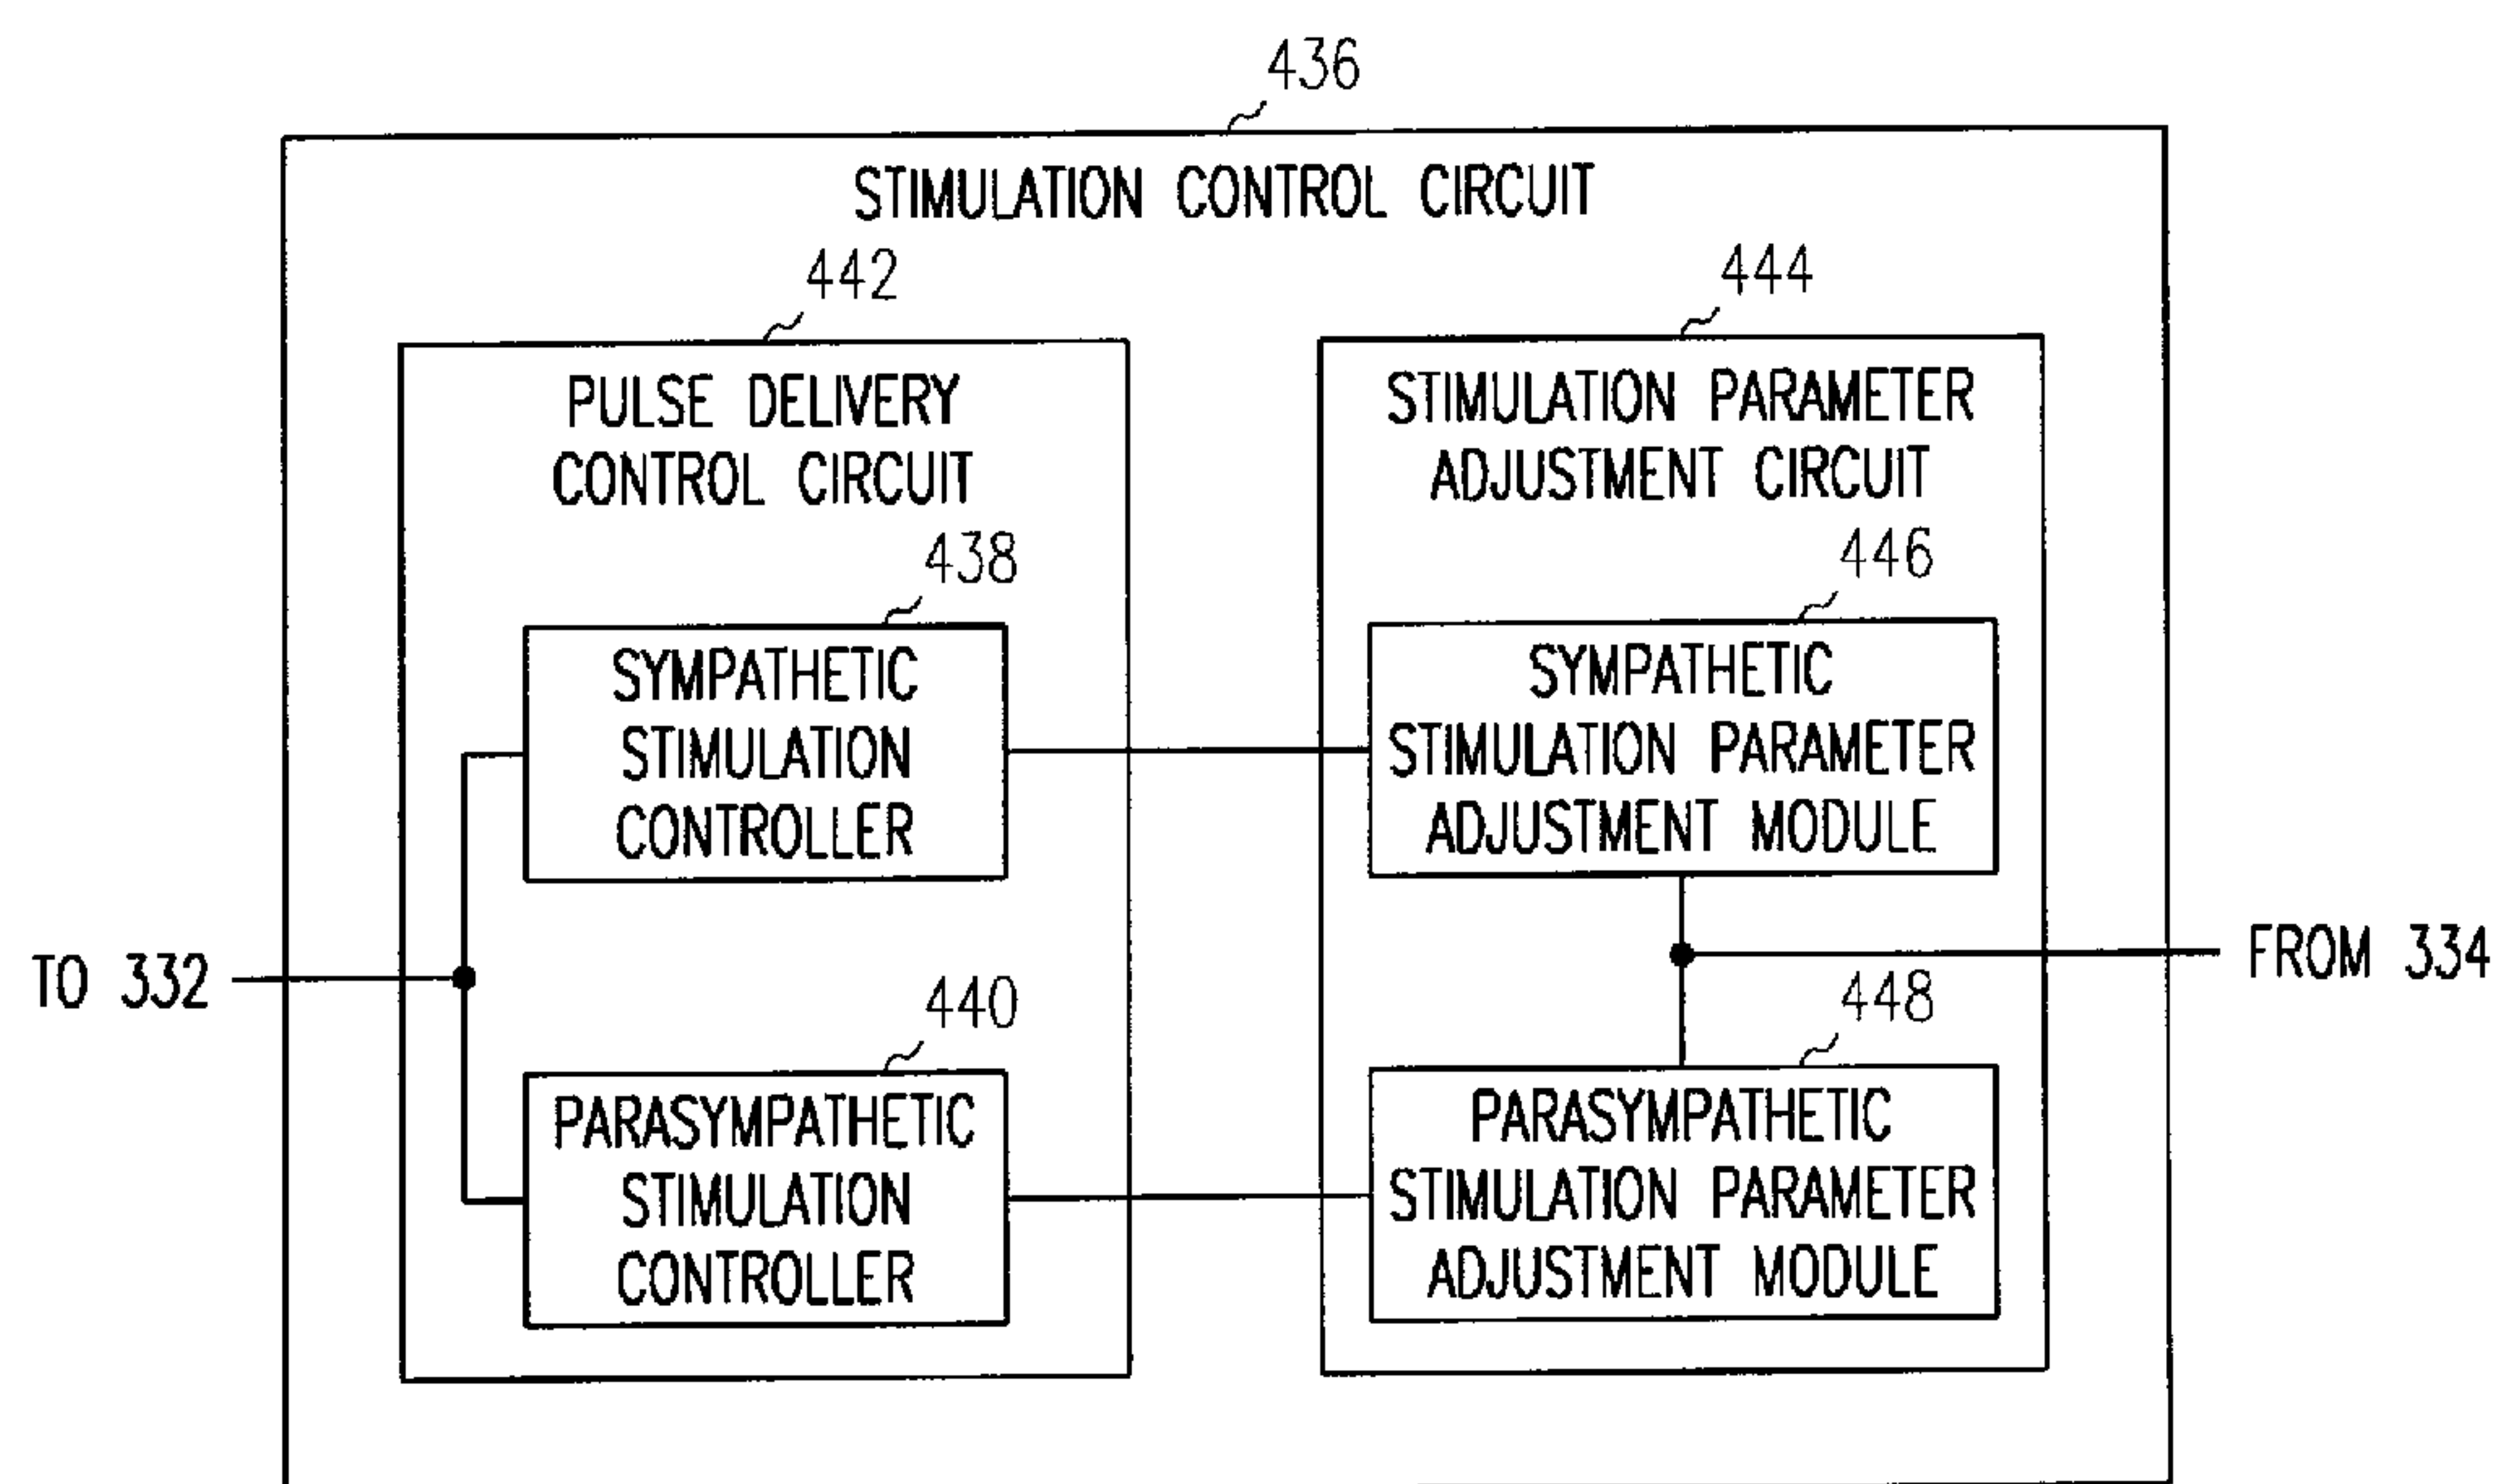 436
STIMULATION CONTROL CIRCUIT
442
PULSE DELIVERY
CONTROL CIRCUIT
438
SYMPATHETIC
STIMULATION
CONTROLLER
TO 332
440
PARASYMPATHETIC
STIMULATION
CONTROLLER
444
STIMULATION PARAMETER
ADJUSTMENT CIRCUIT
446
SYMPATHETIC
STIMULATION PARAMETER
ADJUSTMENT MODULE
FROM 334
448
PARASYMPATHETIC
STIMULATION PARAMETER
ADJUSTMENT MODULE